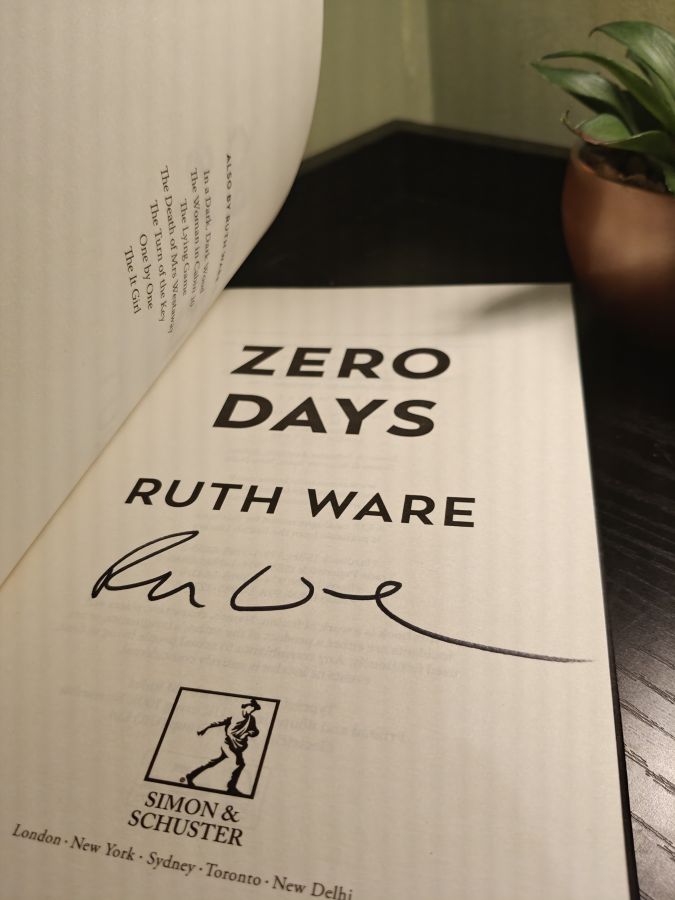 ALSO BY RUTH WARE
In a Dark, Dark Wood
The Woman in Cabin 10
The Lying Game
The Death of Mrs Westaway
The Turn of the Key
One by One
The It Girl
ZERO
DAYS
RUTH WARE
SIMON &
SCHUSTER
London · New York · Sydney · Toronto · New Delhi